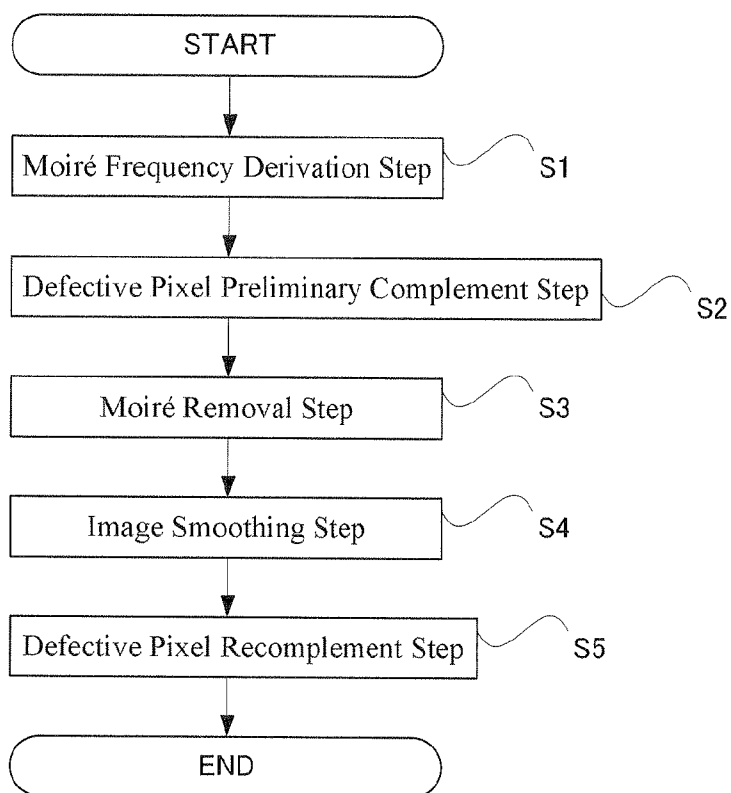 START
Moiré Frequency Derivation Step
S1
Defective Pixel Preliminary Complement Step
S2
Moiré Removal Step
S3
Image Smoothing Step
S4
Defective Pixel Recomplement Step
S5
END